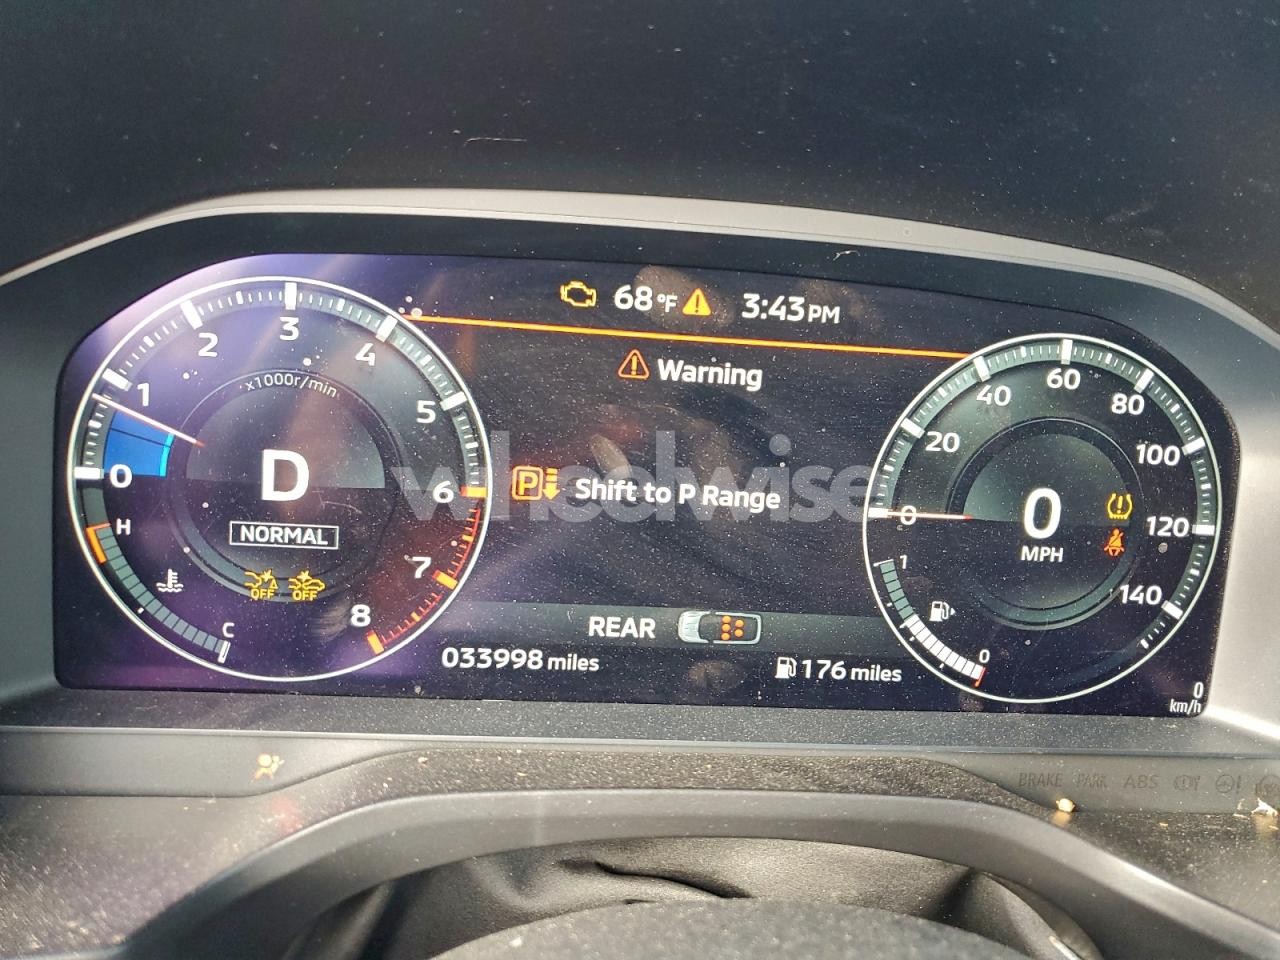 68°F 3:43PM
Warning
Shift to P Range
wheelwise
0 1 2 3 4 5 6 7 8
x1000r/min
D
NORMAL
H
C
OFF OFF
0 20 40 60 80 100 120 140
0
MPH
1
0
REAR
033998 miles
176 miles
0
km/h
BRAKE PARK ABS